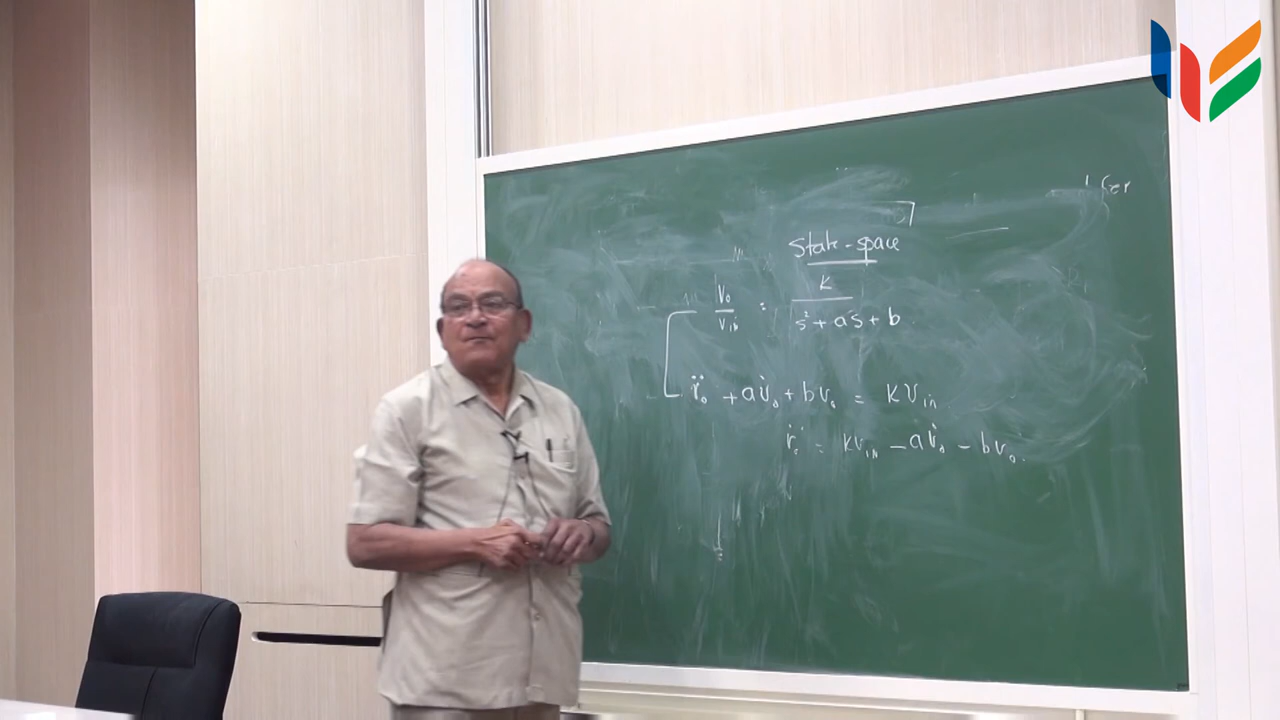 State-space
V₀/Vin = K/(s² + as + b)
v̈₀ + av̇₀ + bv₀ = KVin
v̈₀ = KVin - av̇₀ - bv₀.